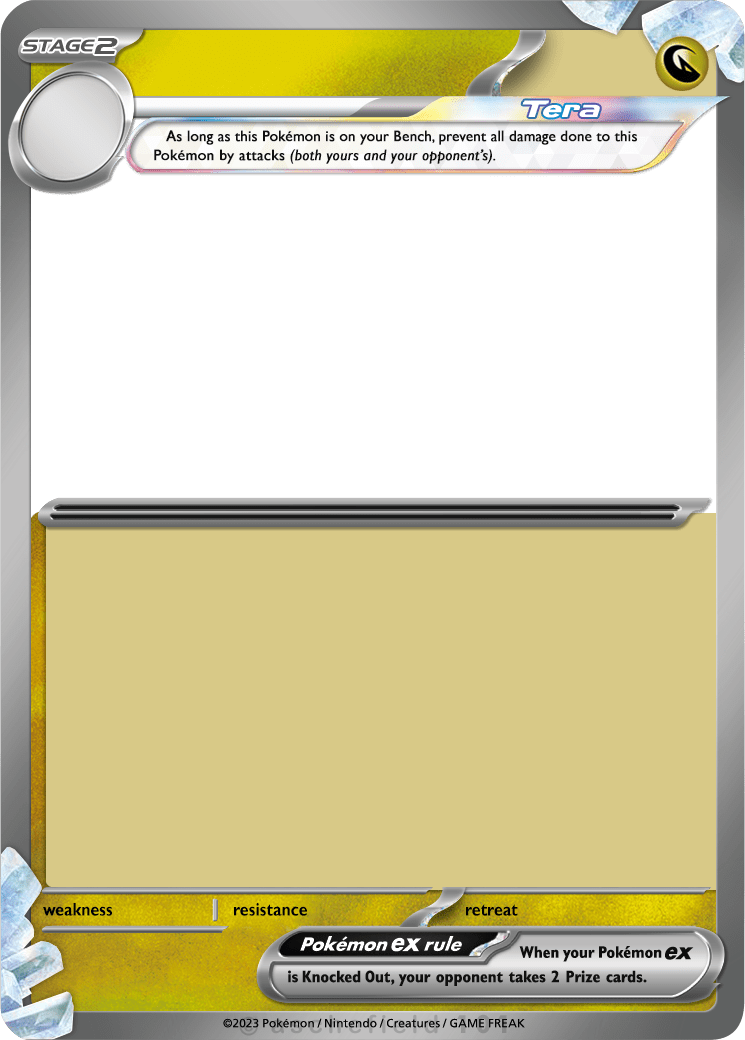 STAGE2
Tera
As long as this Pokémon is on your Bench, prevent all damage done to this
Pokémon by attacks (both yours and your opponent's).
weakness
resistance
retreat
Pokémon ex rule
When your Pokémon ex
is Knocked Out, your opponent takes 2 Prize cards.
©2023 Pokémon / Nintendo / Creatures / GAME FREAK